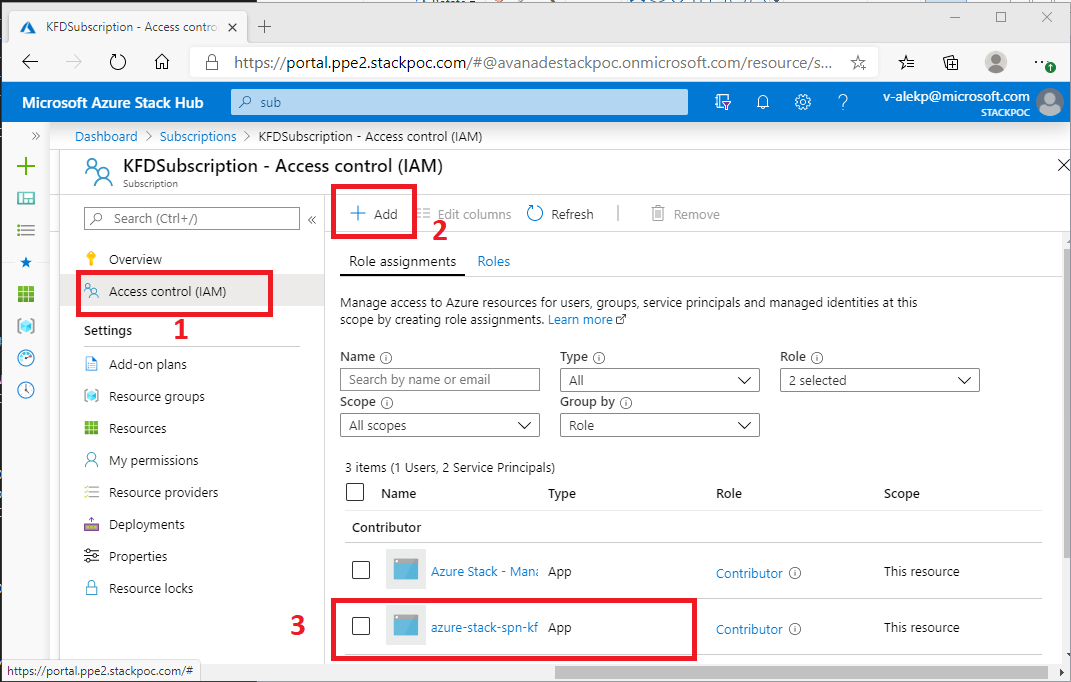 KFDSubscription - Access contro
https://portal.ppe2.stackpoc.com/#@avanadestackpoc.onmicrosoft.com/resource/s...
Microsoft Azure Stack Hub
sub
v-alekp@microsoft.com
STACKPOC
Dashboard > Subscriptions > KFDSubscription - Access control (IAM)
KFDSubscription - Access control (IAM)
Subscription
Search (Ctrl+/)
«
Overview
Access control (IAM)
1
Settings
Add-on plans
Resource groups
Resources
My permissions
Resource providers
Deployments
Properties
Resource locks
Add
2
Edit columns
Refresh
Remove
Role assignments
Roles
Manage access to Azure resources for users, groups, service principals and managed identities at this
scope by creating role assignments. Learn more
Name
Type
Role
Search by name or email
All
2 selected
Scope
Group by
All scopes
Role
3 items (1 Users, 2 Service Principals)
Name Type Role Scope
Contributor
Azure Stack - Mana App Contributor This resource
3
azure-stack-spn-kf App Contributor This resource
https://portal.ppe2.stackpoc.com/#